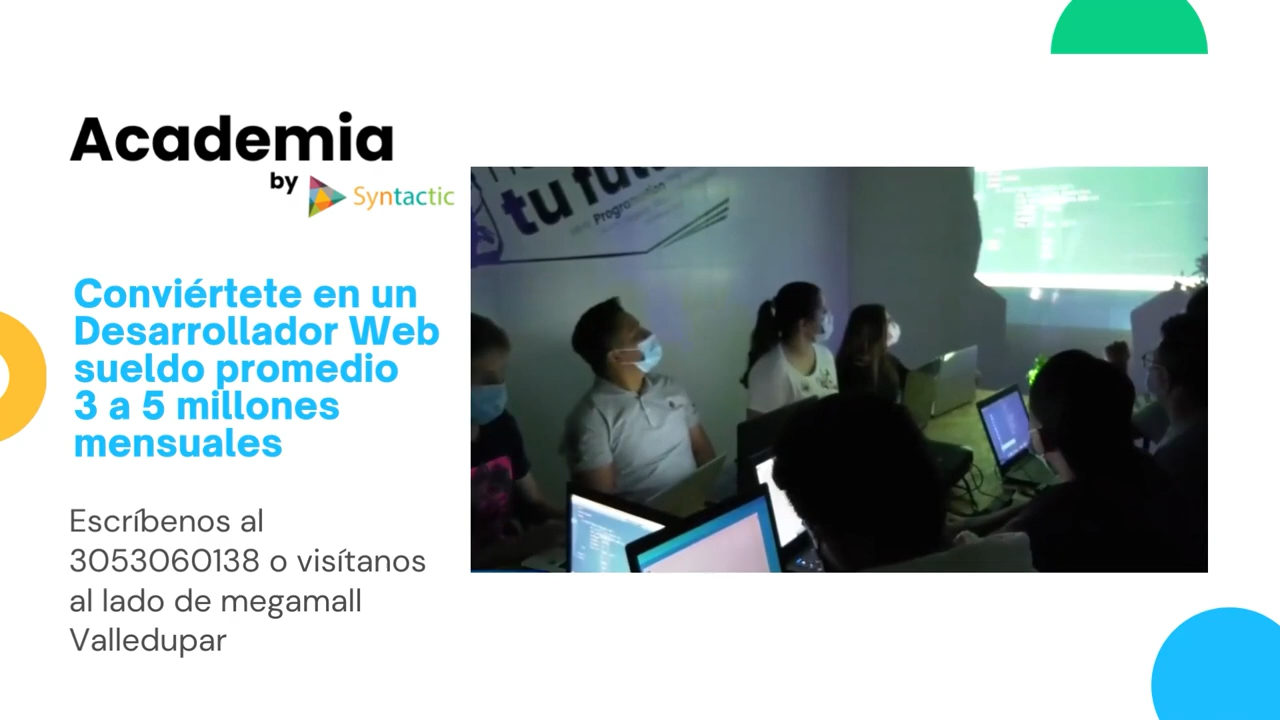 Academia
by Syntactic
Conviértete en un
Desarrollador Web
sueldo promedio
3 a 5 millones
mensuales
Escríbenos al
3053060138 o visítanos
al lado de megamall
Valledupar
tu